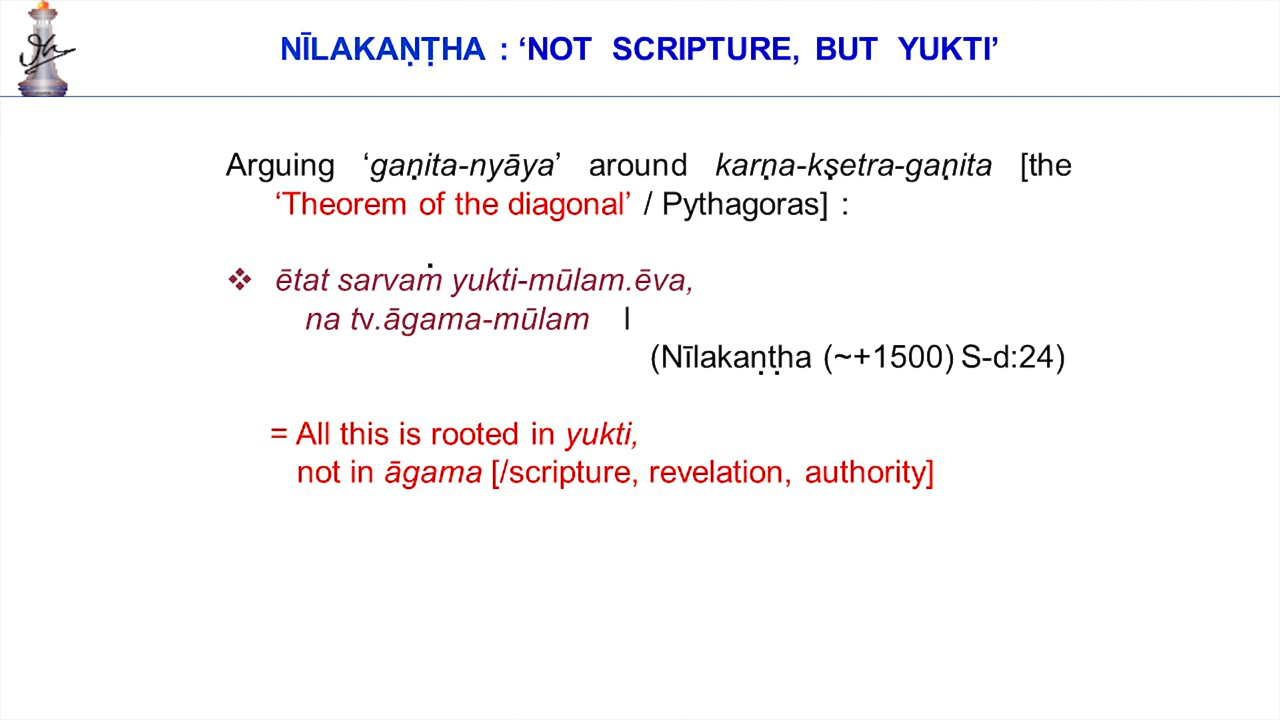 NĪLAKAṆṬHA : ‘NOT SCRIPTURE, BUT YUKTI’
Arguing ‘gaṇita-nyāya’ around karṇa-kṣetra-gaṇita [the
‘Theorem of the diagonal’ / Pythagoras] :
❖ ētat sarvaṁ yukti-mūlam.ēva,
na tv.āgama-mūlam |
(Nīlakaṇṭha (~+1500) S-d:24)
= All this is rooted in yukti,
not in āgama [/scripture, revelation, authority]